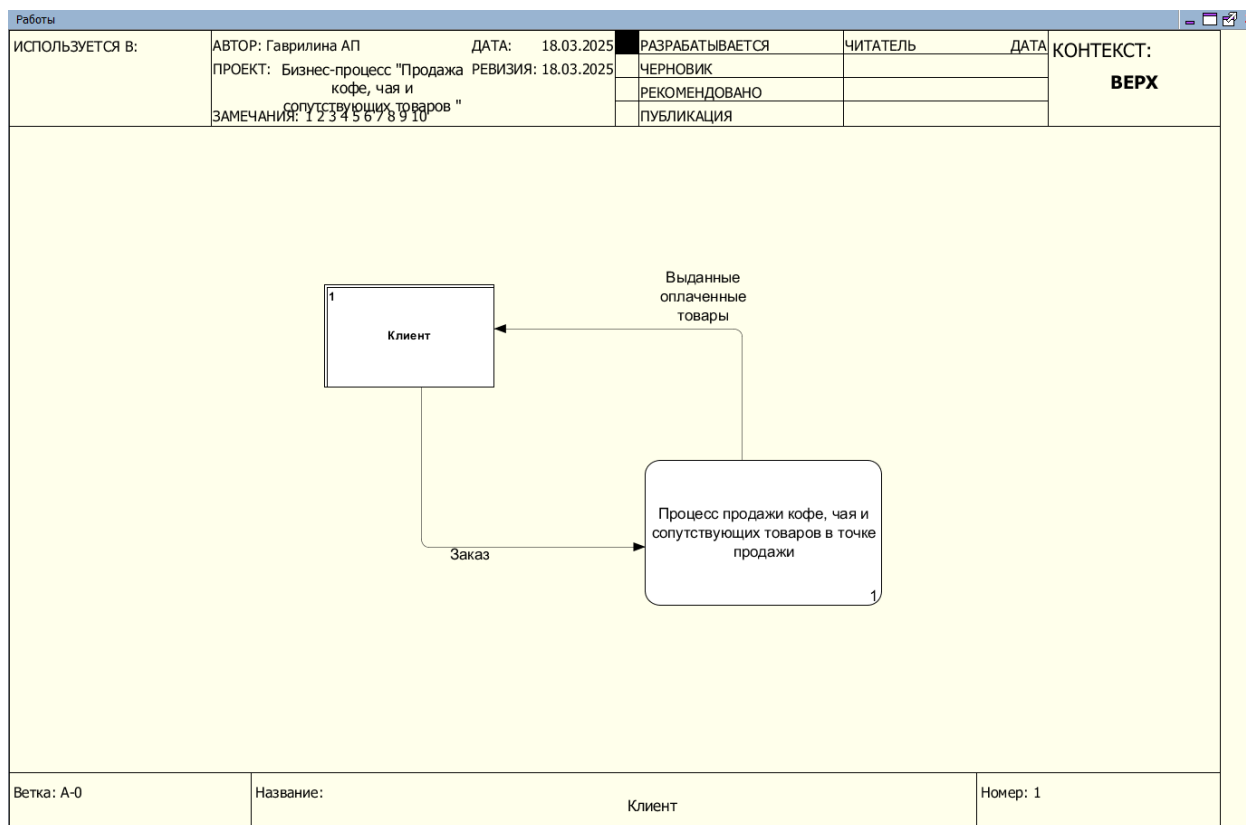 Работы
ИСПОЛЬЗУЕТСЯ В:
АВТОР: Гаврилина АП
ДАТА: 18.03.2025
ПРОЕКТ: Бизнес-процесс "Продажа
кофе, чая и
сопутствующих товаров "
РЕВИЗИЯ: 18.03.2025
ЗАМЕЧАНИЯ: 1 2 3 4 5 6 7 8 9 10
РАЗРАБАТЫВАЕТСЯ
ЧЕРНОВИК
РЕКОМЕНДОВАНО
ПУБЛИКАЦИЯ
ЧИТАТЕЛЬ ДАТА
КОНТЕКСТ:
ВЕРХ
Выданные
оплаченные
товары
1
Клиент
Заказ
Процесс продажи кофе, чая и
сопутствующих товаров в точке
продажи
1
Ветка: A-0
Название:
Клиент
Номер: 1